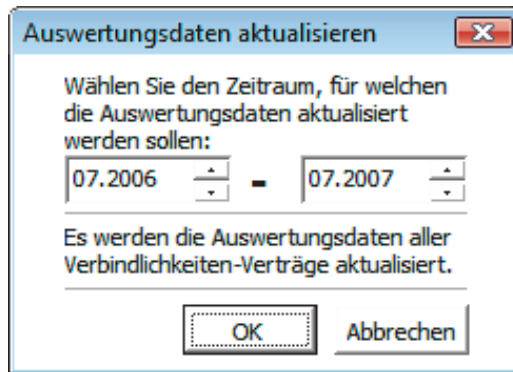 Auswertungsdaten aktualisieren
Wählen Sie den Zeitraum, für welchen
die Auswertungsdaten aktualisiert
werden sollen:
07.2006 - 07.2007
Es werden die Auswertungsdaten aller
Verbindlichkeiten-Verträge aktualisiert.
OK Abbrechen